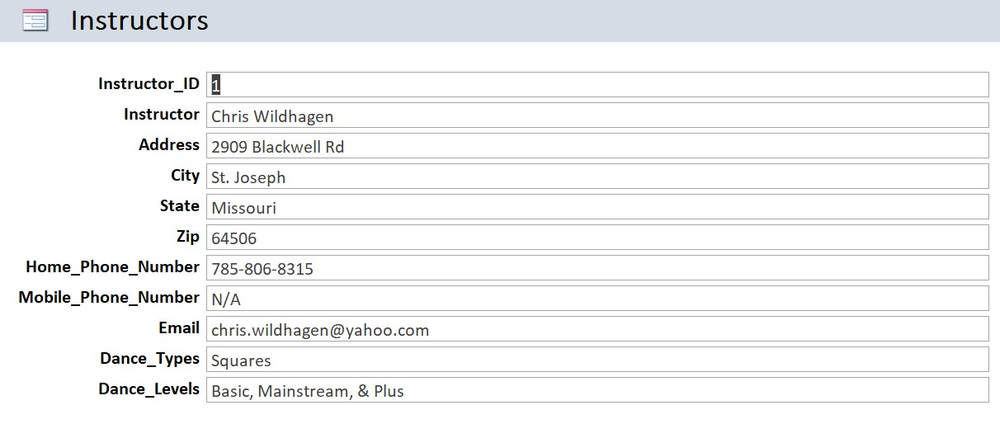 Instructors
Instructor_ID 1
Instructor Chris Wildhagen
Address 2909 Blackwell Rd
City St. Joseph
State Missouri
Zip 64506
Home_Phone_Number 785-806-8315
Mobile_Phone_Number N/A
Email chris.wildhagen@yahoo.com
Dance_Types Squares
Dance_Levels Basic, Mainstream, & Plus